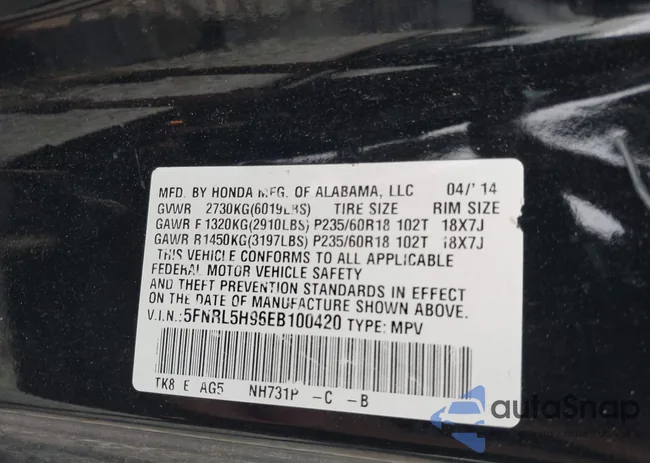 MFD. BY HONDA MFG. OF ALABAMA, LLC 04/'14
GVWR 2730KG(6019LBS) TIRE SIZE RIM SIZE
GAWR F 1320KG(2910LBS) P235/60R18 102T 18X7J
GAWR R1450KG(3197LBS) P235/60R18 102T 18X7J
THIS VEHICLE CONFORMS TO ALL APPLICABLE
FEDERAL MOTOR VEHICLE SAFETY
AND THEFT PREVENTION STANDARDS IN EFFECT
ON THE DATE OF MANUFACTURE SHOWN ABOVE.
V.I.N.: 5FNRL5H96EB100420 TYPE: MPV
TK8 E AG5 NH731P -C -B
autoSnap